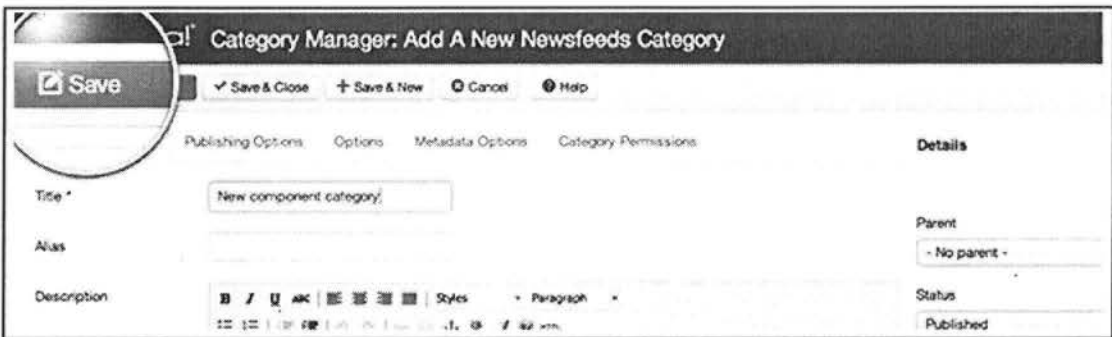 a! Category Manager: Add A New Newsfeeds Category
Save
Save & Close Save & New Cancel Help
Publishing Options Options Metadata Options Category Permissions
Details
Title * New component category
Parent
Alias
- No parent -
Description B I U ABC Styles Paragraph
Status
Published